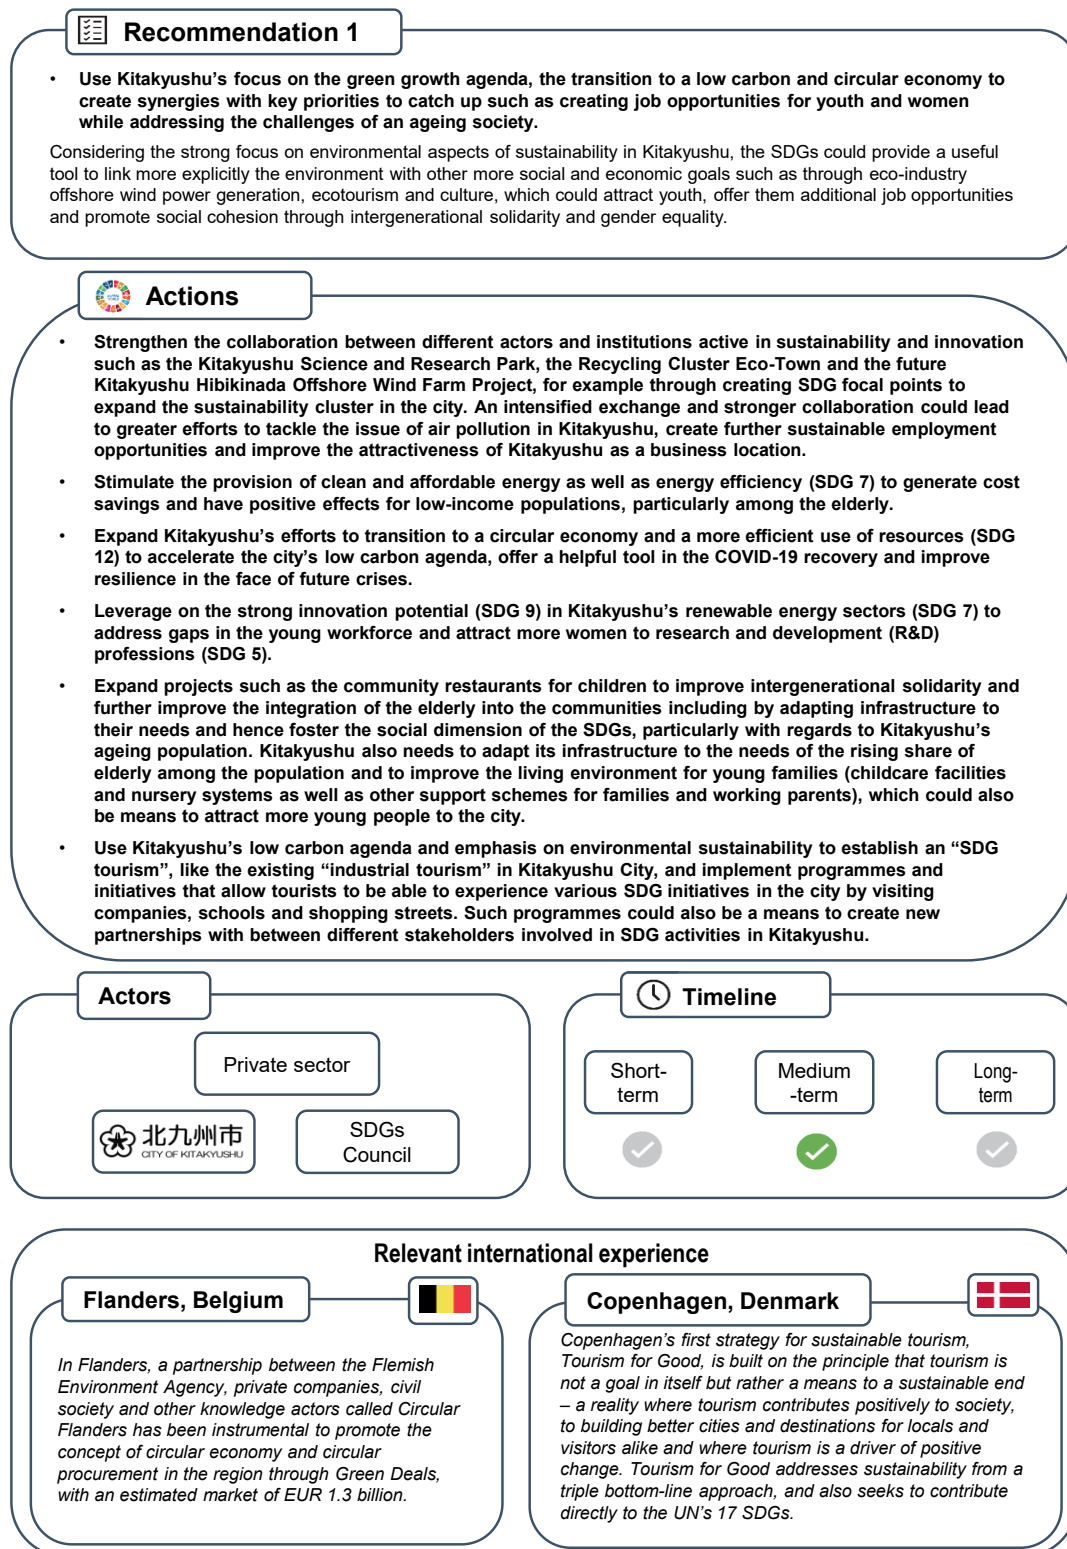 Recommendation 1
• Use Kitakyushu's focus on the green growth agenda, the transition to a low carbon and circular economy to
create synergies with key priorities to catch up such as creating job opportunities for youth and women
while addressing the challenges of an ageing society.
Considering the strong focus on environmental aspects of sustainability in Kitakyushu, the SDGs could provide a useful
tool to link more explicitly the environment with other more social and economic goals such as through eco-industry
offshore wind power generation, ecotourism and culture, which could attract youth, offer them additional job opportunities
and promote social cohesion through intergenerational solidarity and gender equality.
Actions
• Strengthen the collaboration between different actors and institutions active in sustainability and innovation
such as the Kitakyushu Science and Research Park, the Recycling Cluster Eco-Town and the future
Kitakyushu Hibikinada Offshore Wind Farm Project, for example through creating SDG focal points to
expand the sustainability cluster in the city. An intensified exchange and stronger collaboration could lead
to greater efforts to tackle the issue of air pollution in Kitakyushu, create further sustainable employment
opportunities and improve the attractiveness of Kitakyushu as a business location.
• Stimulate the provision of clean and affordable energy as well as energy efficiency (SDG 7) to generate cost
savings and have positive effects for low-income populations, particularly among the elderly.
• Expand Kitakyushu's efforts to transition to a circular economy and a more efficient use of resources (SDG
12) to accelerate the city's low carbon agenda, offer a helpful tool in the COVID-19 recovery and improve
resilience in the face of future crises.
• Leverage on the strong innovation potential (SDG 9) in Kitakyushu's renewable energy sectors (SDG 7) to
address gaps in the young workforce and attract more women to research and development (R&D)
professions (SDG 5).
• Expand projects such as the community restaurants for children to improve intergenerational solidarity and
further improve the integration of the elderly into the communities including by adapting infrastructure to
their needs and hence foster the social dimension of the SDGs, particularly with regards to Kitakyushu's
ageing population. Kitakyushu also needs to adapt its infrastructure to the needs of the rising share of
elderly among the population and to improve the living environment for young families (childcare facilities
and nursery systems as well as other support schemes for families and working parents), which could also
be means to attract more young people to the city.
• Use Kitakyushu's low carbon agenda and emphasis on environmental sustainability to establish an "SDG
tourism", like the existing "industrial tourism" in Kitakyushu City, and implement programmes and
initiatives that allow tourists to be able to experience various SDG initiatives in the city by visiting
companies, schools and shopping streets. Such programmes could also be a means to create new
partnerships with between different stakeholders involved in SDG activities in Kitakyushu.
Actors
Private sector
北九州市
CITY OF KITAKYUSHU
SDGs
Council
Timeline
Short-
term
Medium
-term
Long-
term
Relevant international experience
Flanders, Belgium
In Flanders, a partnership between the Flemish
Environment Agency, private companies, civil
society and other knowledge actors called Circular
Flanders has been instrumental to promote the
concept of circular economy and circular
procurement in the region through Green Deals,
with an estimated market of EUR 1.3 billion.
Copenhagen, Denmark
Copenhagen's first strategy for sustainable tourism,
Tourism for Good, is built on the principle that tourism is
not a goal in itself but rather a means to a sustainable end
– a reality where tourism contributes positively to society,
to building better cities and destinations for locals and
visitors alike and where tourism is a driver of positive
change. Tourism for Good addresses sustainability from a
triple bottom-line approach, and also seeks to contribute
directly to the UN's 17 SDGs.